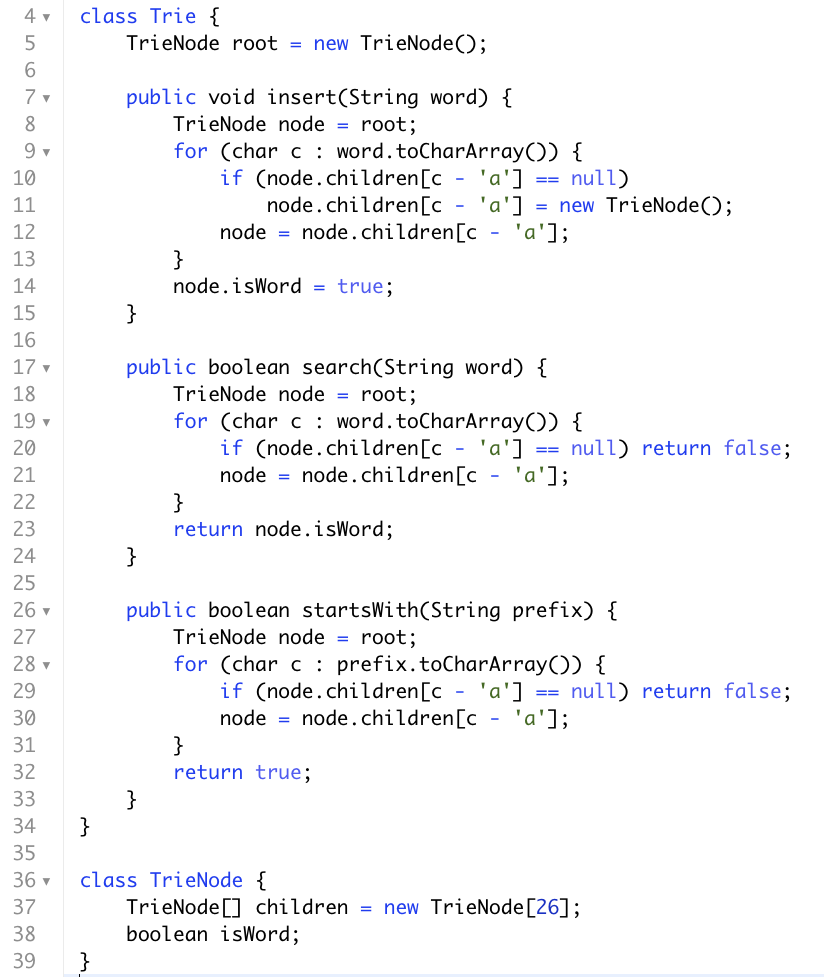 4 class Trie {
5     TrieNode root = new TrieNode();
6
7     public void insert(String word) {
8         TrieNode node = root;
9         for (char c : word.toCharArray()) {
10             if (node.children[c - 'a'] == null)
11                 node.children[c - 'a'] = new TrieNode();
12             node = node.children[c - 'a'];
13         }
14         node.isWord = true;
15     }
16
17     public boolean search(String word) {
18         TrieNode node = root;
19         for (char c : word.toCharArray()) {
20             if (node.children[c - 'a'] == null) return false;
21             node = node.children[c - 'a'];
22         }
23         return node.isWord;
24     }
25
26     public boolean startsWith(String prefix) {
27         TrieNode node = root;
28         for (char c : prefix.toCharArray()) {
29             if (node.children[c - 'a'] == null) return false;
30             node = node.children[c - 'a'];
31         }
32         return true;
33     }
34 }
35
36 class TrieNode {
37     TrieNode[] children = new TrieNode[26];
38     boolean isWord;
39 }